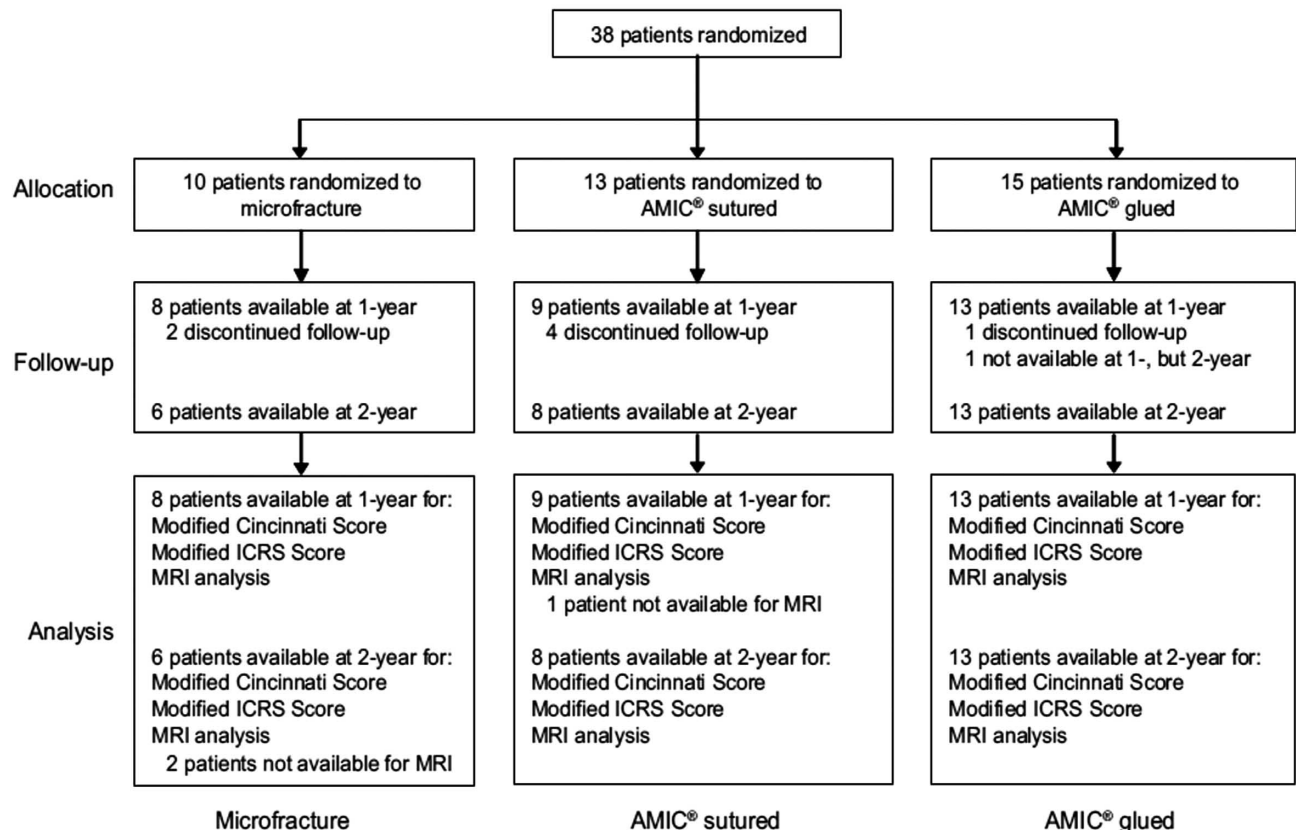 38 patients randomized
Allocation
10 patients randomized to
microfracture
13 patients randomized to
AMIC® sutured
15 patients randomized to
AMIC® glued
Follow-up
8 patients available at 1-year
2 discontinued follow-up
6 patients available at 2-year
9 patients available at 1-year
4 discontinued follow-up
8 patients available at 2-year
13 patients available at 1-year
1 discontinued follow-up
1 not available at 1-, but 2-year
13 patients available at 2-year
Analysis
8 patients available at 1-year for:
Modified Cincinnati Score
Modified ICRS Score
MRI analysis
6 patients available at 2-year for:
Modified Cincinnati Score
Modified ICRS Score
MRI analysis
2 patients not available for MRI
9 patients available at 1-year for:
Modified Cincinnati Score
Modified ICRS Score
MRI analysis
1 patient not available for MRI
8 patients available at 2-year for:
Modified Cincinnati Score
Modified ICRS Score
MRI analysis
13 patients available at 1-year for:
Modified Cincinnati Score
Modified ICRS Score
MRI analysis
13 patients available at 2-year for:
Modified Cincinnati Score
Modified ICRS Score
MRI analysis
Microfracture
AMIC® sutured
AMIC® glued